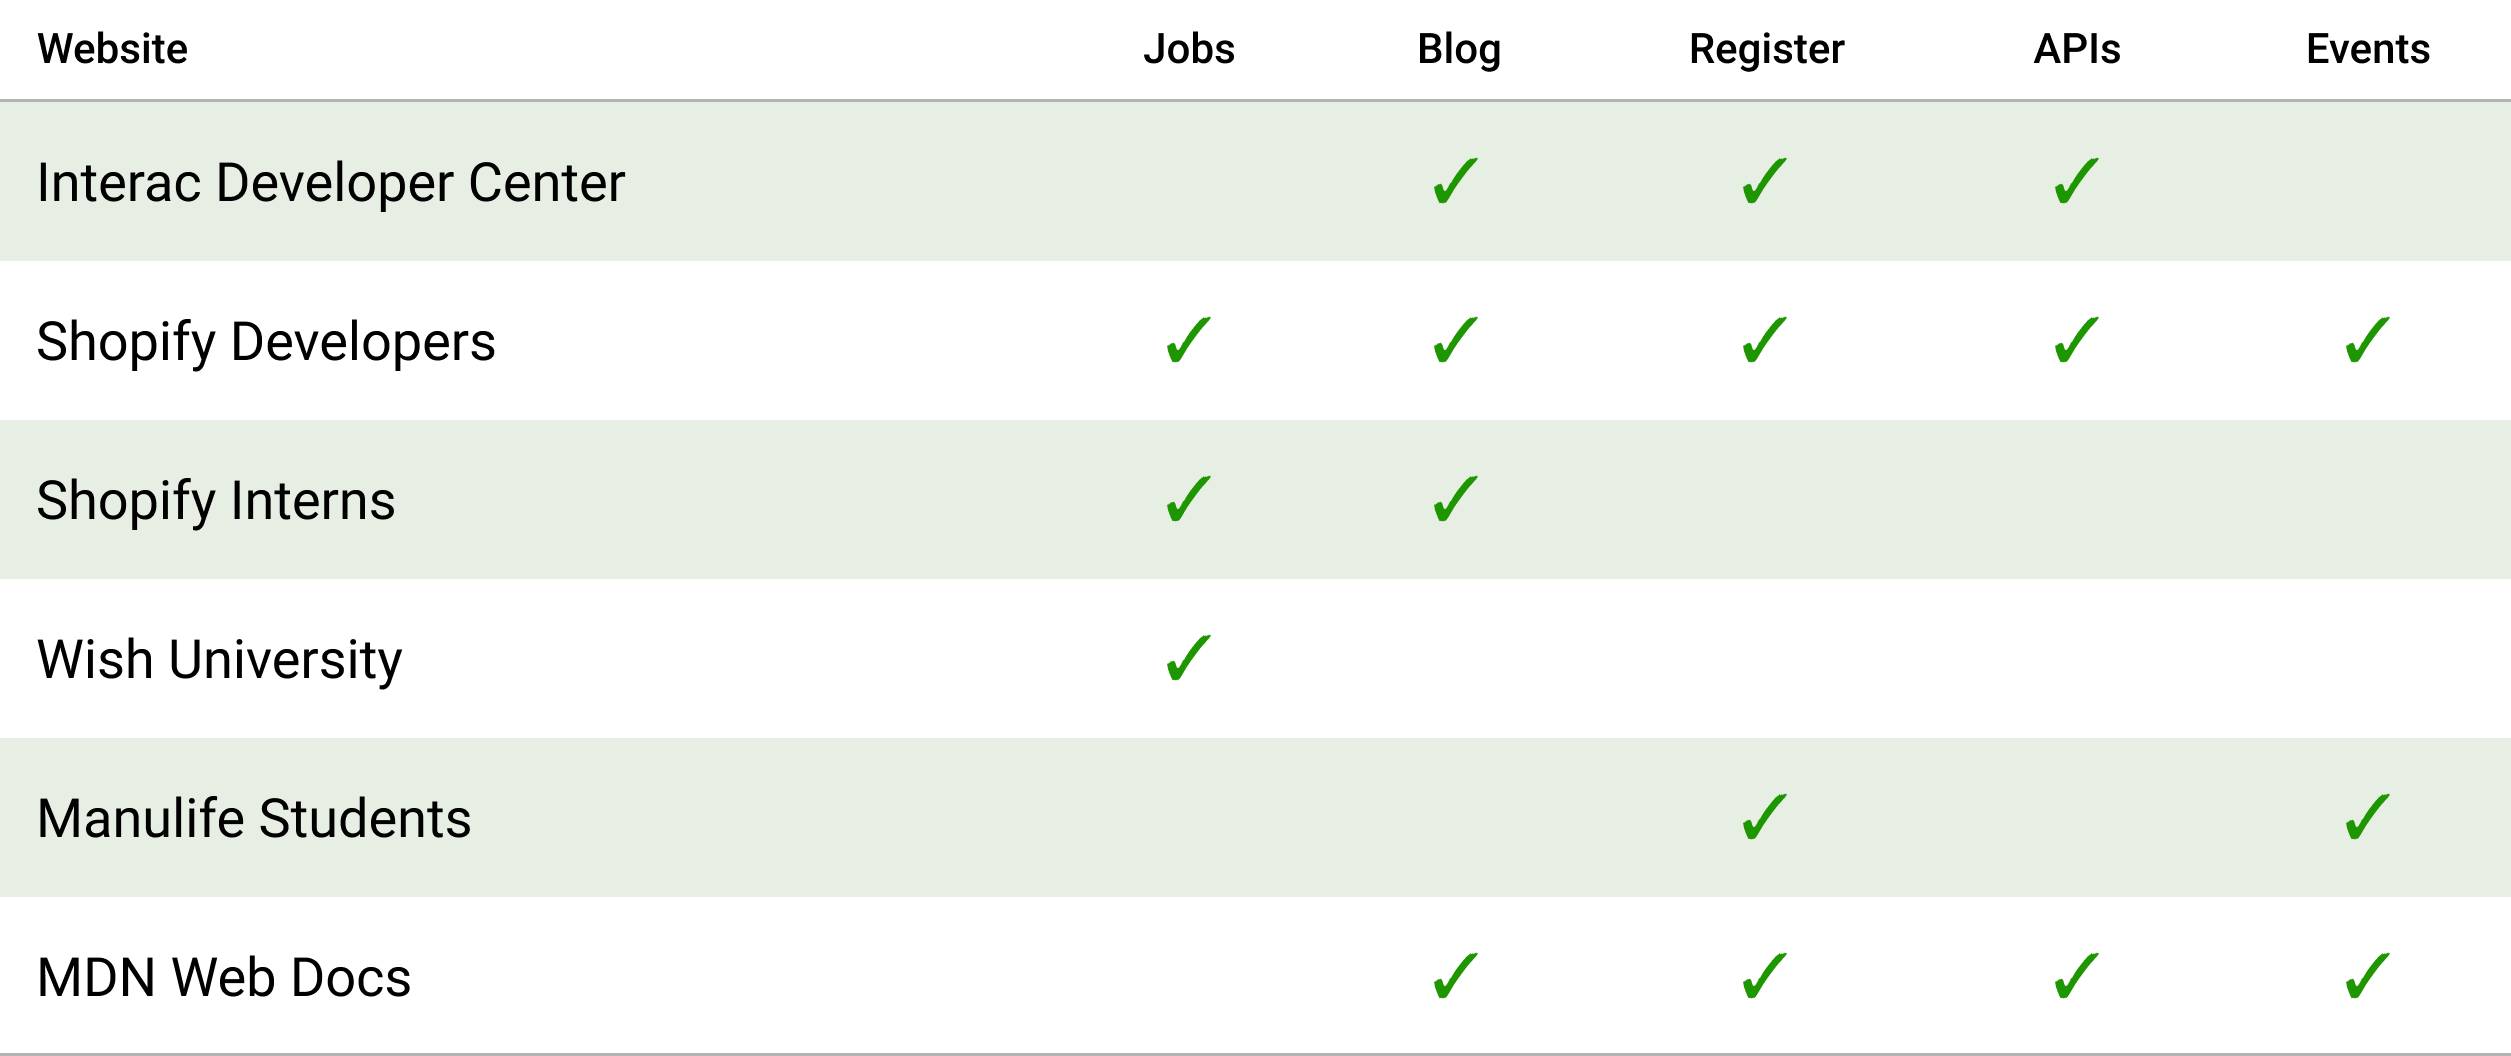 Website Jobs Blog Register APIs Events
Interac Developer Center ✓ ✓ ✓
Shopify Developers ✓ ✓ ✓ ✓ ✓
Shopify Interns ✓ ✓
Wish University ✓
Manulife Students ✓ ✓
MDN Web Docs ✓ ✓ ✓ ✓